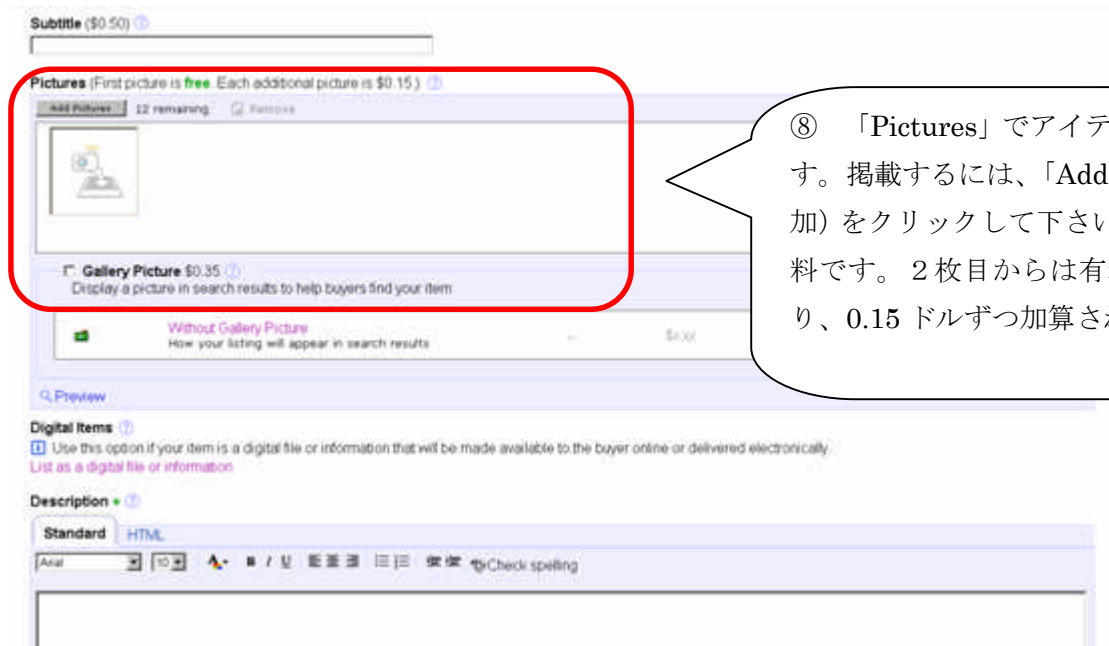 Subtitle ($0.50)
Pictures (First picture is free. Each additional picture is $0.15.)
Add Pictures 12 remaining Remove
Gallery Picture $0.35
Display a picture in search results to help buyers find your item
Without Gallery Picture
How your listing will appear in search results
Preview
Digital Items
Use this option if your item is a digital file or information that will be made available to the buyer online or delivered electronically.
List as a digital file or information
Description
Standard HTML
Arial 10 A B I U Check spelling
⑧ 「Pictures」でアイテ
す。掲載するには、「Add
加）をクリックして下さい
料です。２枚目からは有
り、0.15 ドルずつ加算さ